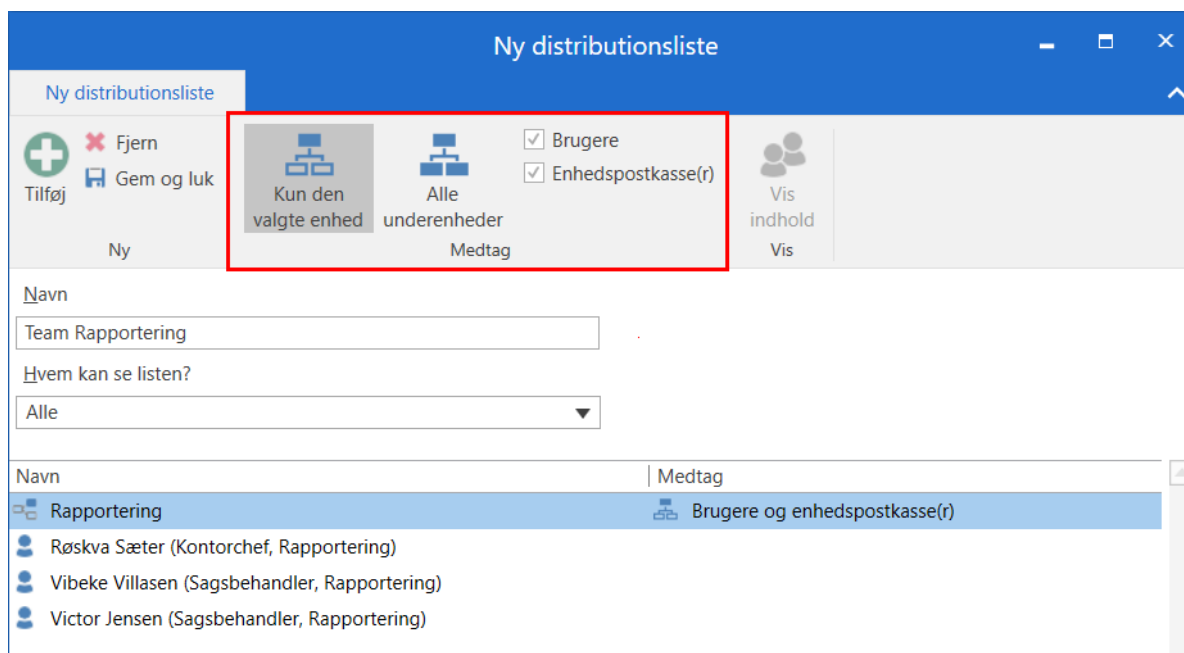 Ny distributionsliste
Ny distributionsliste
Tilføj
Fjern
Gem og luk
Ny
Kun den
valgte enhed
Alle
underenheder
Brugere
Enhedspostkasse(r)
Medtag
Vis
indhold
Vis
Navn
Team Rapportering
Hvem kan se listen?
Alle
Navn Medtag
Rapportering Brugere og enhedspostkasse(r)
Røskva Sæter (Kontorchef, Rapportering)
Vibeke Villasen (Sagsbehandler, Rapportering)
Victor Jensen (Sagsbehandler, Rapportering)